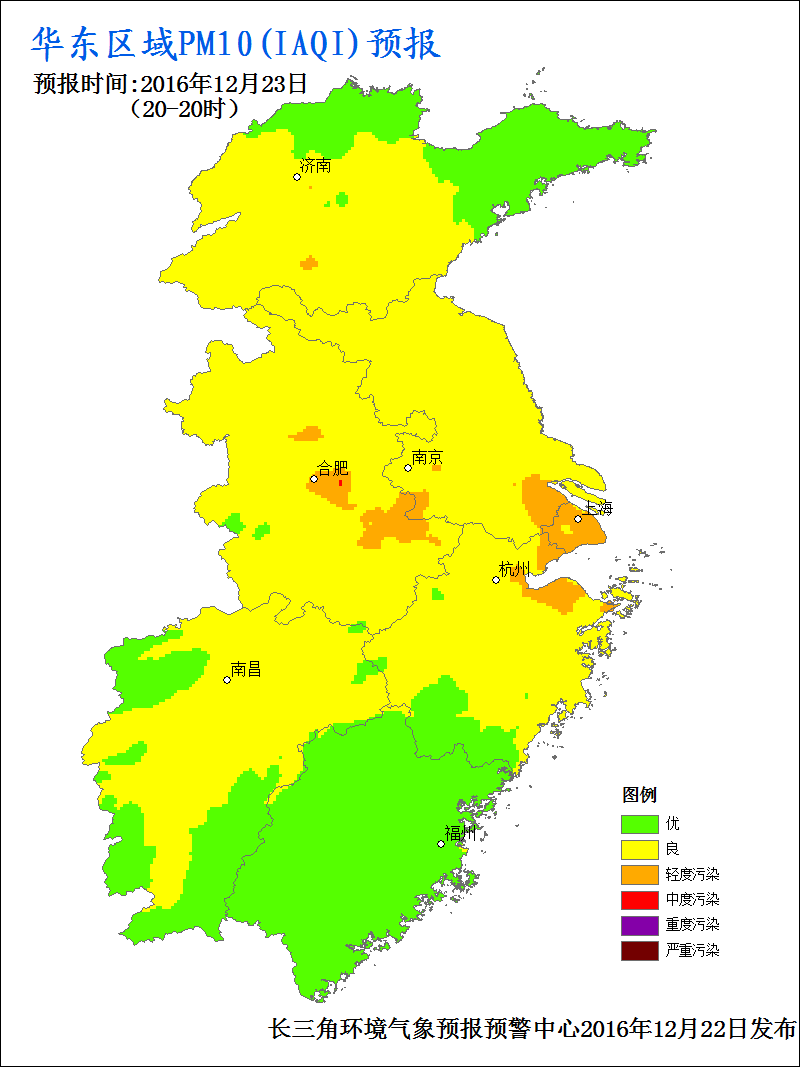 华东区域PM10(IAQI)预报
预报时间:2016年12月23日
(20-20时)
济南
南京
合肥
上海
杭州
南昌
福州
图例
优
良
轻度污染
中度污染
重度污染
严重污染
长三角环境气象预报预警中心2016年12月22日发布